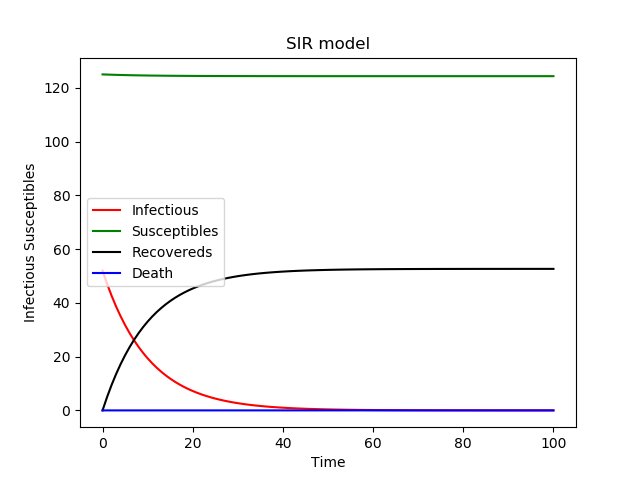 SIR model
Infectious Susceptibles
120
100
80
60
40
20
0
Infectious
Susceptibles
Recovereds
Death
0 20 40 60 80 100
Time